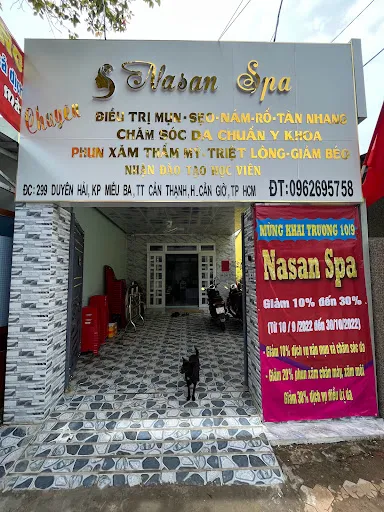 Nasan Spa
Chuyên
ĐIỀU TRỊ MỤN-SẸO-NÁM-RỖ-TÀN NHANG
CHĂM SÓC DA CHUẨN Y KHOA
PHUN XĂM THẨM MỸ-TRIỆT LÔNG-GIẢM BÉO
NHẬN ĐÀO TẠO HỌC VIÊN
ĐC: 299 DUYÊN HẢI, KP MIỄU BA, TT CẦN THẠNH, H.CẦN GIỜ, TP HCM
ĐT:0962695758
MỪNG KHAI TRƯƠNG 10/9
Nasan Spa
Giảm 10% đến 30%
(Từ 10 / 9 /2022 đến 30/10/2022)
- Giảm 10% dịch vụ nặn mụn và chăm sóc da
- Giảm 20% phun xăm chân mày, xăm môi
Giảm 30% dịch vụ điều trị da